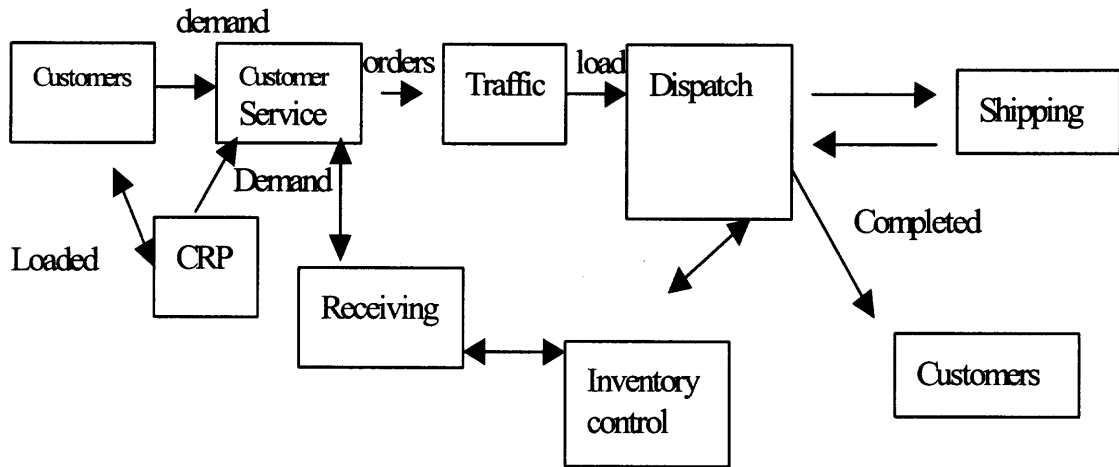 demand
Customers
Customer
Service
orders
Traffic
load
Dispatch
Shipping
Demand
Loaded
CRP
Completed
Receiving
Inventory
control
Customers